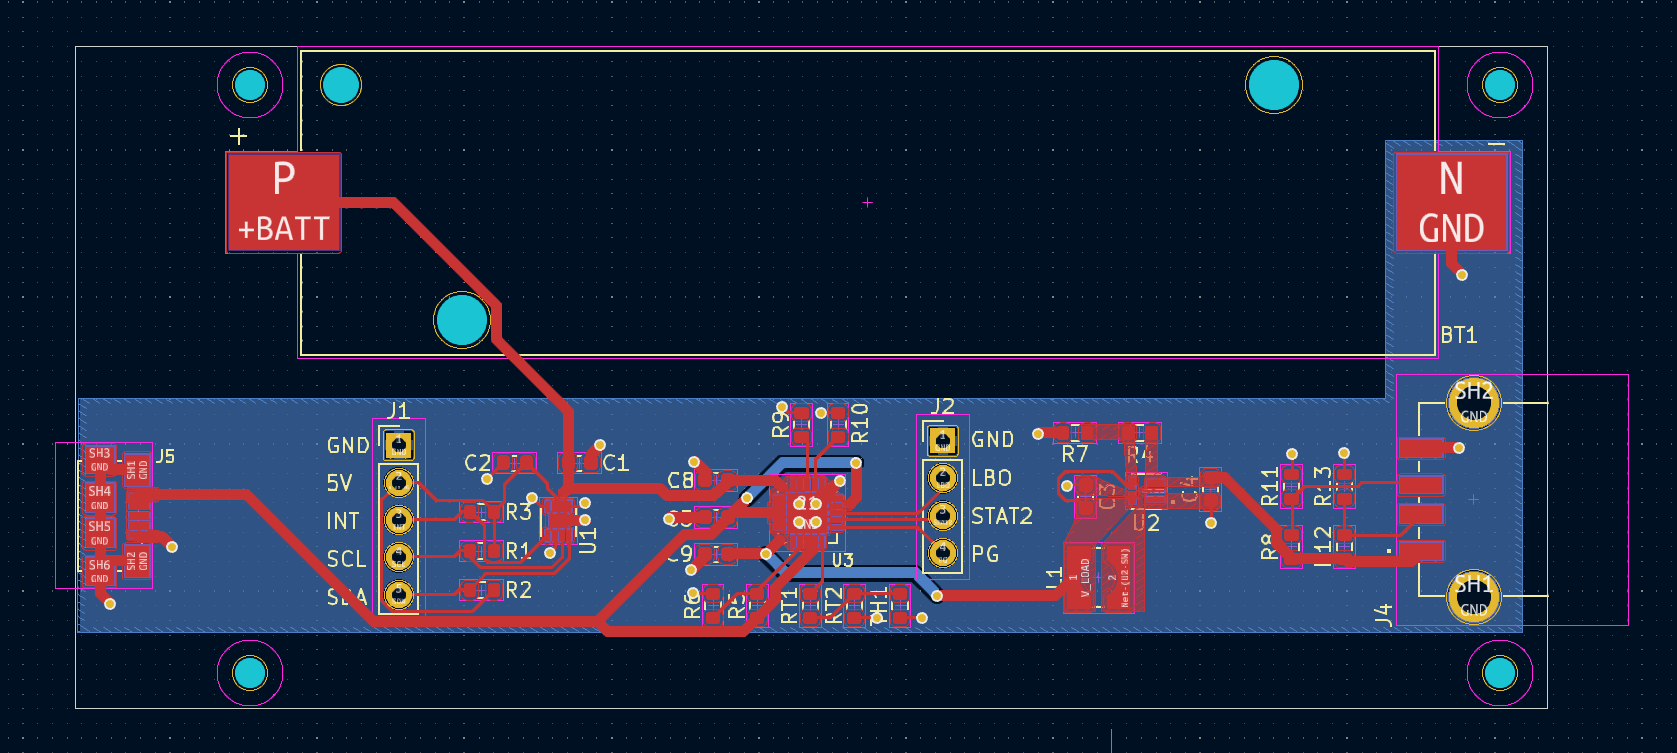 +
P
+BATT
-
N
GND
BT1
J1
GND
5V
INT
SCL
SDA
J5
SH3
GND
SH4
GND
SH5
GND
SH6
GND
SH1
GND
SH2
GND
C2
C1
R3
R1
R2
U1
R9
R10
C8
C9
U3
R6
R5
RT1
RT2
TH1
J2
GND
LBO
STAT2
PG
R7
R4
C3
C4
U2
L1
1
V_LOAD
2
Net-(U2-SW)
R11
R13
R8
R12
J4
SH2
GND
SH1
GND